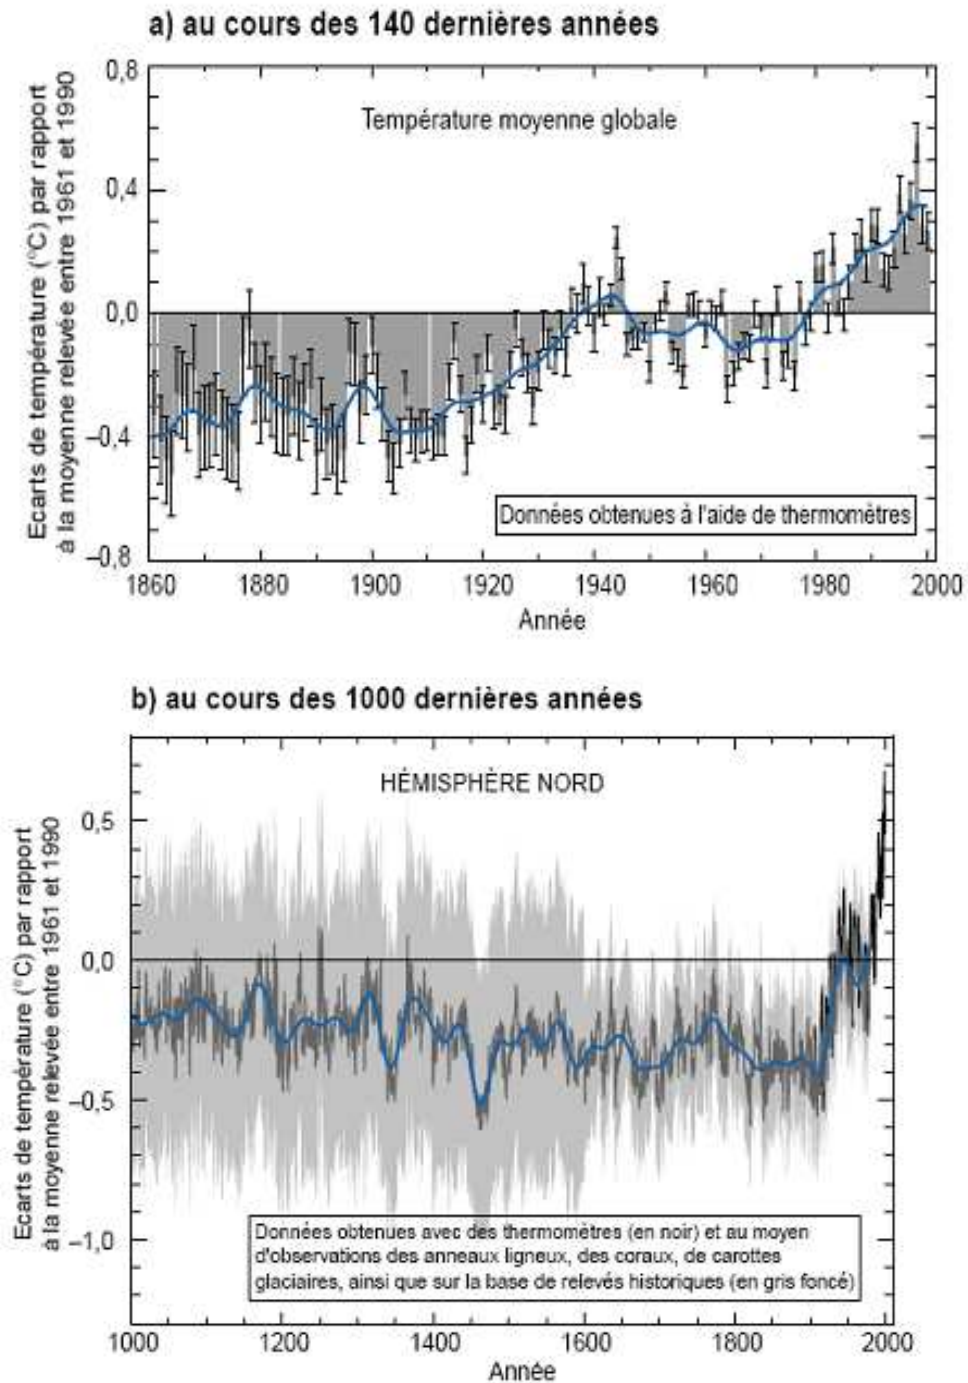 a) au cours des 140 dernières années
Ecarts de température (°C) par rapport
à la moyenne relevée entre 1961 et 1990
0,8
0,4
0,0
–0,4
–0,8
Température moyenne globale
Données obtenues à l'aide de thermomètres
1860 1880 1900 1920 1940 1960 1980 2000
Année
b) au cours des 1000 dernières années
Ecarts de température (°C) par rapport
à la moyenne relevée entre 1961 et 1990
0,5
0,0
–0,5
–1,0
HÉMISPHÈRE NORD
Données obtenues avec des thermomètres (en noir) et au moyen
d'observations des anneaux ligneux, des coraux, de carottes
glaciaires, ainsi que sur la base de relevés historiques (en gris foncé)
1000 1200 1400 1600 1800 2000
Année